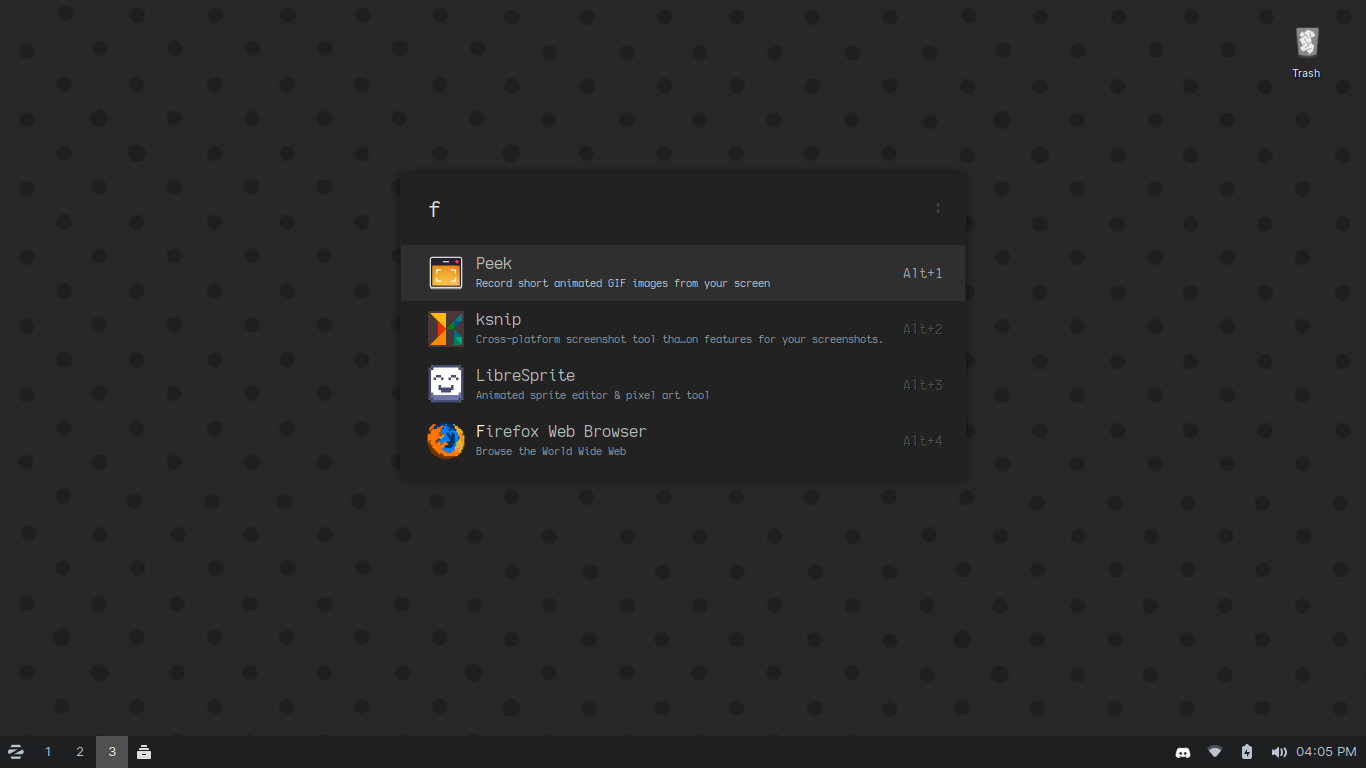 Trash
f
Peek
Record short animated GIF images from your screen
Alt+1
ksnip
Cross-platform screenshot tool tha…on features for your screenshots.
Alt+2
LibreSprite
Animated sprite editor & pixel art tool
Alt+3
Firefox Web Browser
Browse the World Wide Web
Alt+4
1 2 3 04:05 PM